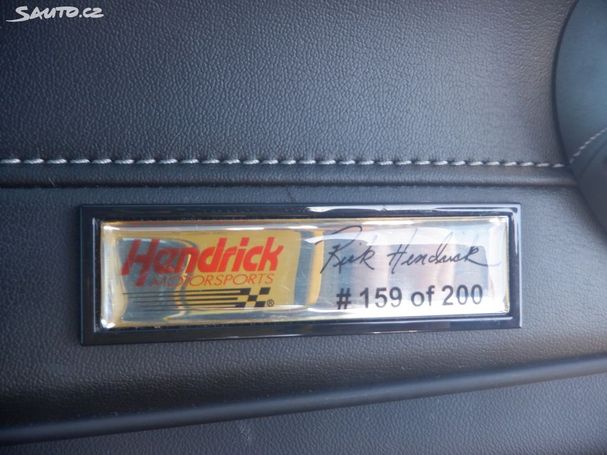 Sauto.cz
Hendrick
MOTORSPORTS
®
Rick Hendrick
# 159 of 200